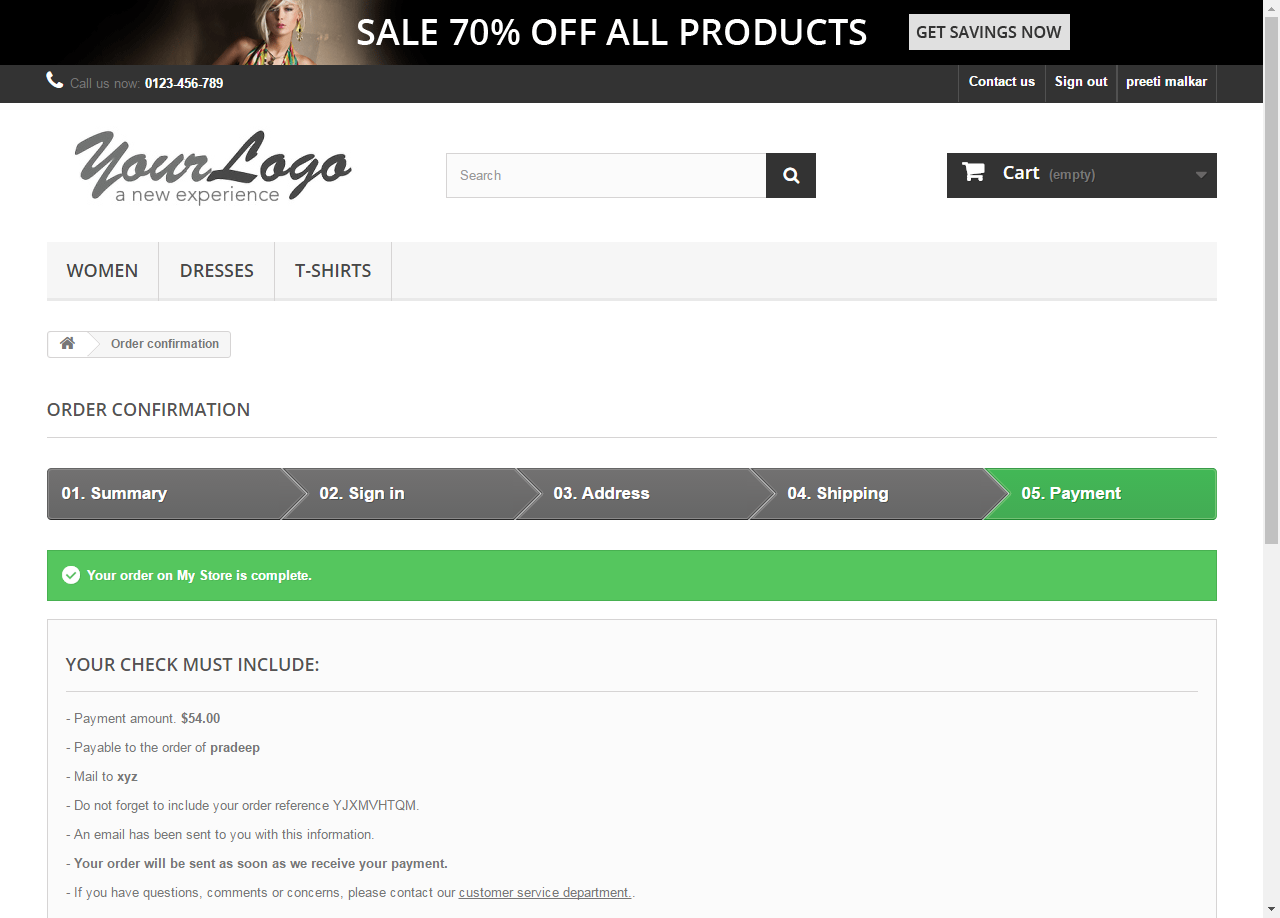 SALE 70% OFF ALL PRODUCTS
GET SAVINGS NOW
Call us now: 0123-456-789
Contact us
Sign out
preeti malkar
YourLogo
a new experience
Search
Cart (empty)
WOMEN
DRESSES
T-SHIRTS
Order confirmation
ORDER CONFIRMATION
01. Summary
02. Sign in
03. Address
04. Shipping
05. Payment
Your order on My Store is complete.
YOUR CHECK MUST INCLUDE:
- Payment amount. $54.00
- Payable to the order of pradeep
- Mail to xyz
- Do not forget to include your order reference YJXMVHTQM.
- An email has been sent to you with this information.
- Your order will be sent as soon as we receive your payment.
- If you have questions, comments or concerns, please contact our customer service department..